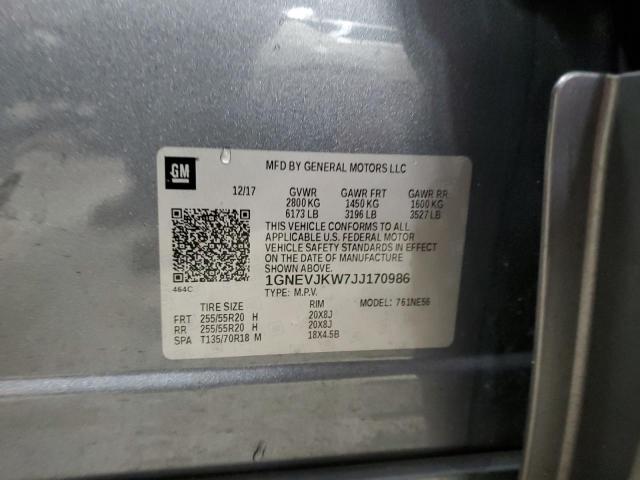 GM
MFD BY GENERAL MOTORS LLC
12/17 GVWR GAWR FRT GAWR RR
2800 KG 1450 KG 1600 KG
6173 LB 3196 LB 3527 LB
THIS VEHICLE CONFORMS TO ALL
APPLICABLE U.S. FEDERAL MOTOR
VEHICLE SAFETY STANDARDS IN EFFECT
ON THE DATE OF MANUFACTURE
SHOWN ABOVE.
1GNEVJKW7JJ170986
464C
TYPE: M.P.V. MODEL: 761NE56
TIRE SIZE RIM
FRT 255/55R20 H 20X8J
RR 255/55R20 H 20X8J
SPA T135/70R18 M 18X4.5B